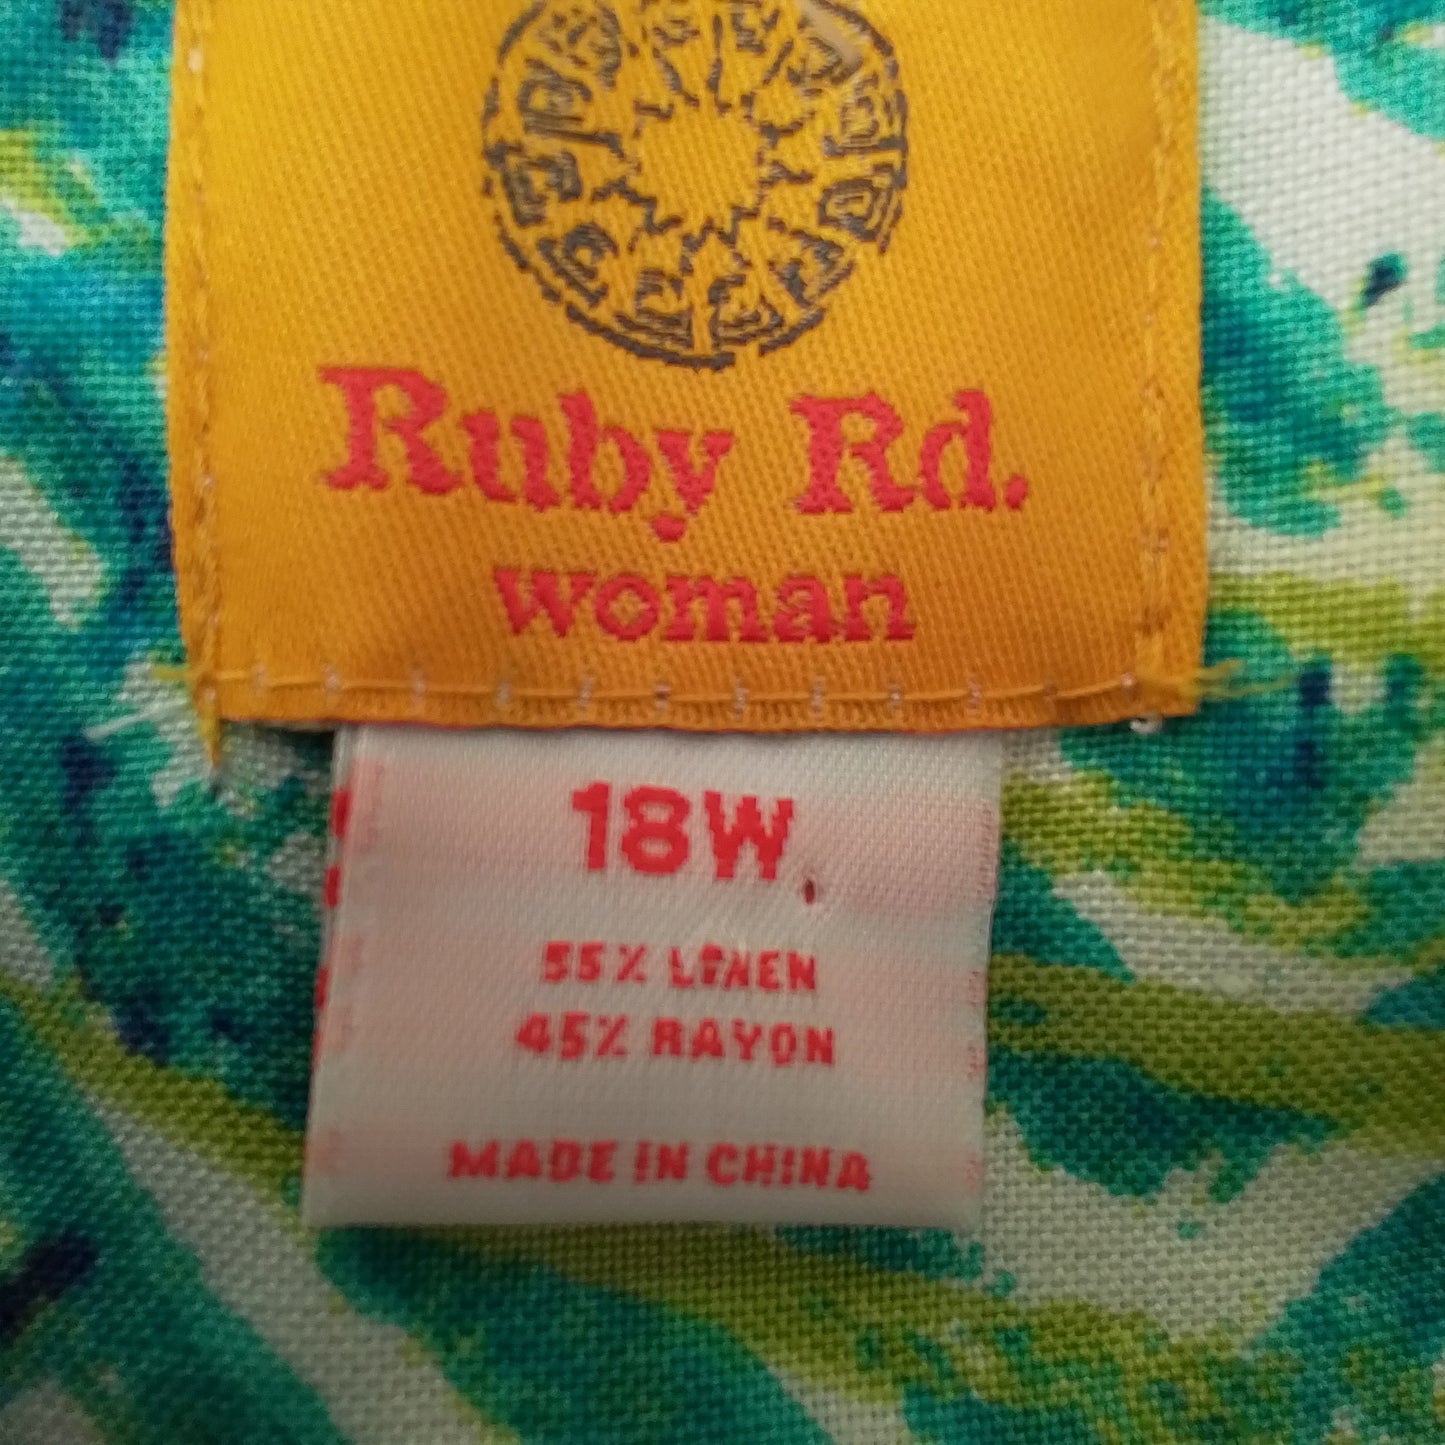 Ruby Rd.
woman
18W
55% LINEN
45% RAYON
MADE IN CHINA